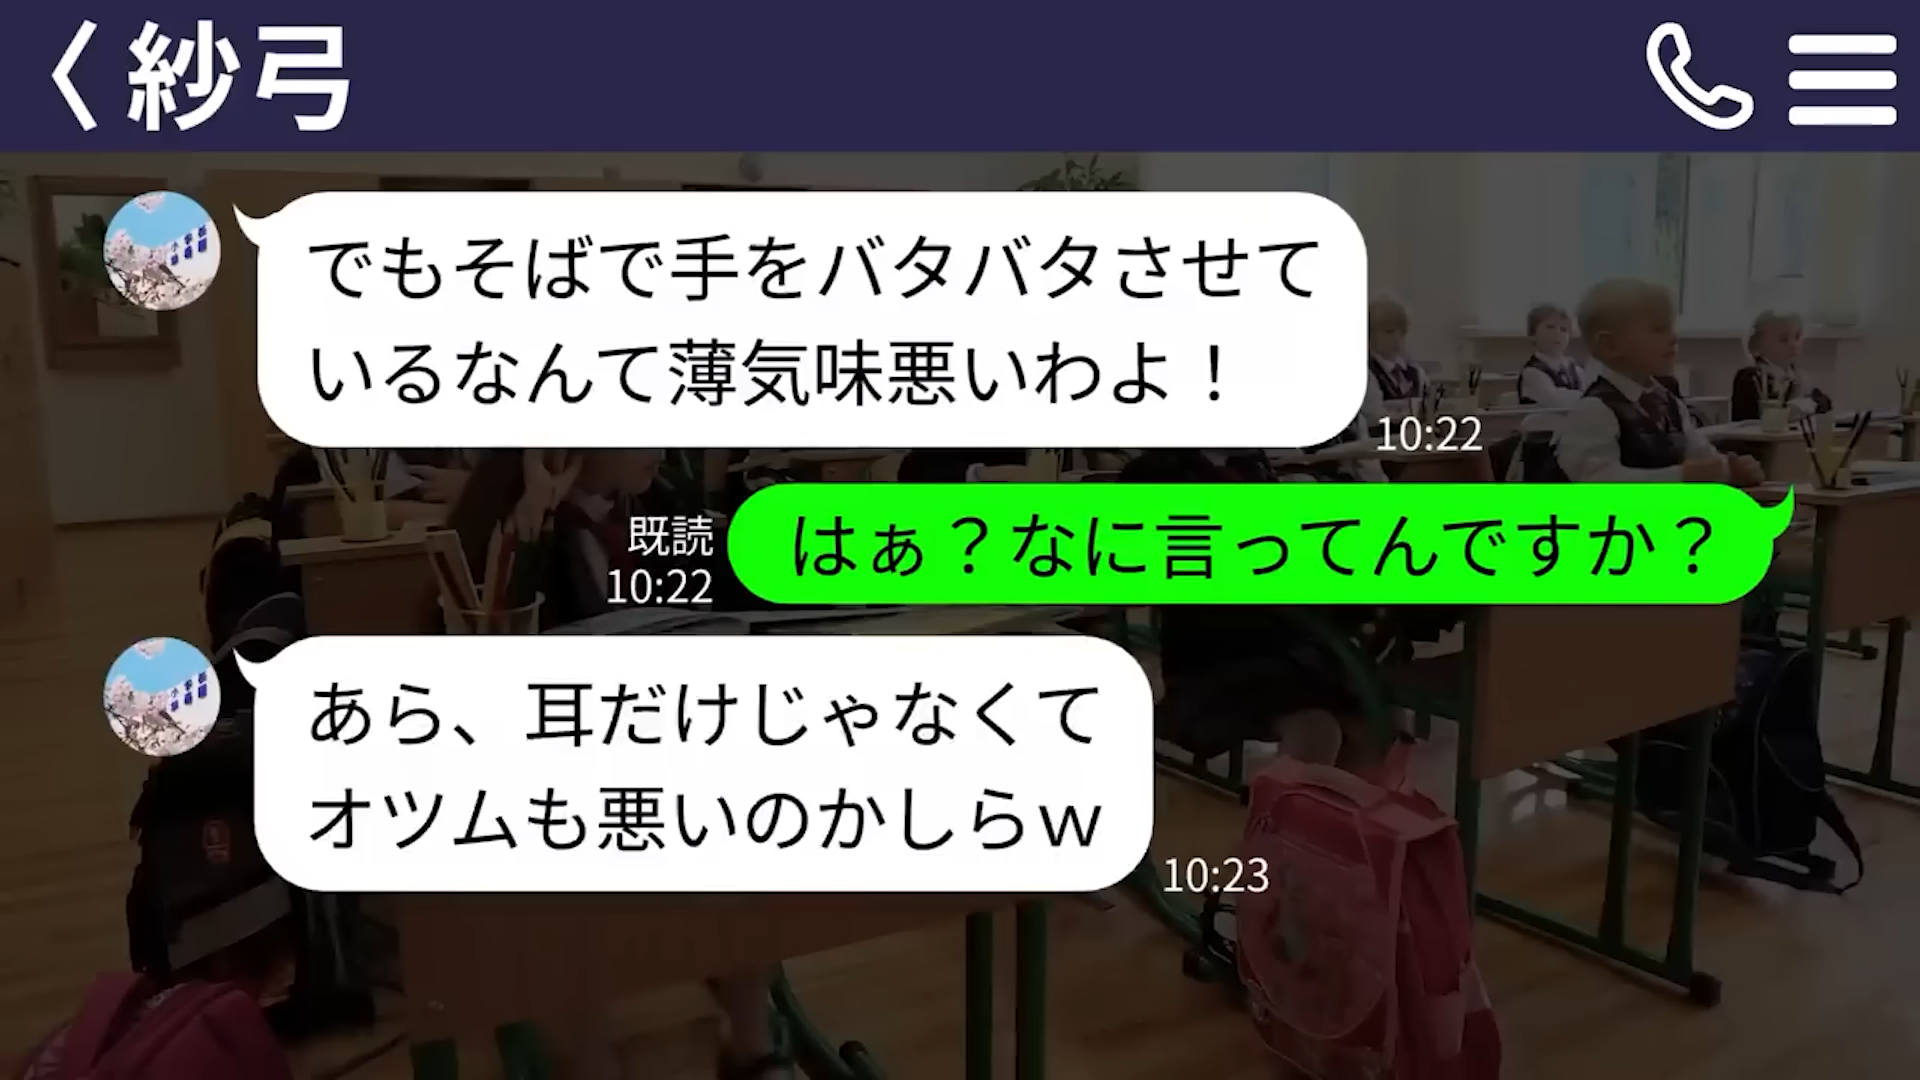 紗弓
でもそばで手をバタバタさせて
いるなんて薄気味悪いわよ！
10:22
はぁ？なに言ってんですか？
既読
10:22
あら、耳だけじゃなくて
オツムも悪いのかしらw
10:23